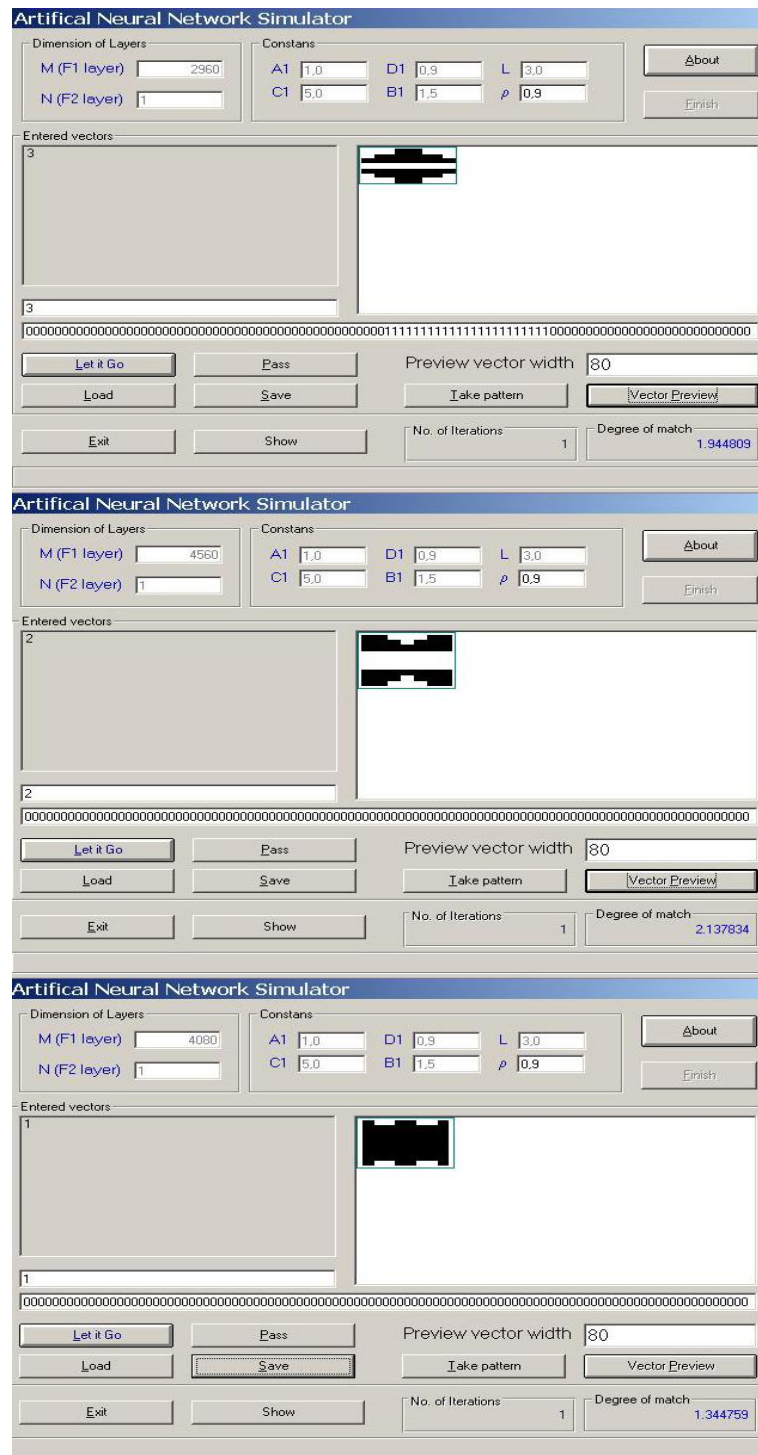 Artifical Neural Network Simulator
Dimension of Layers Constans
M (F1 layer) 2960 A1 1,0 D1 0,9 L 3,0 About
N (F2 layer) 1 C1 5,0 B1 1,5 ρ 0,9 Finish
Entered vectors
3
3
Let it Go Pass Preview vector width 80
Load Save Take pattern Vector Preview
Exit Show No. of Iterations 1 Degree of match 1.944809
Artifical Neural Network Simulator
Dimension of Layers Constans
M (F1 layer) 4560 A1 1,0 D1 0,9 L 3,0 About
N (F2 layer) 1 C1 5,0 B1 1,5 ρ 0,9 Finish
Entered vectors
2
2
Let it Go Pass Preview vector width 80
Load Save Take pattern Vector Preview
Exit Show No. of Iterations 1 Degree of match 2.137834
Artifical Neural Network Simulator
Dimension of Layers Constans
M (F1 layer) 4080 A1 1,0 D1 0,9 L 3,0 About
N (F2 layer) 1 C1 5,0 B1 1,5 ρ 0,9 Finish
Entered vectors
1
1
Let it Go Pass Preview vector width 80
Load Save Take pattern Vector Preview
Exit Show No. of Iterations 1 Degree of match 1.344759